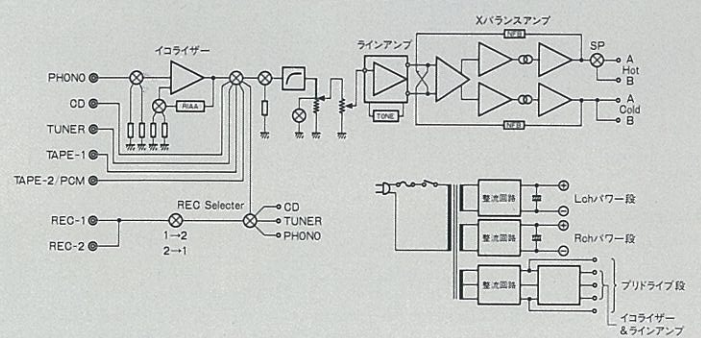 Xバランスアンプ
イコライザー
ラインアンプ
NFB
SP
A
Hot
B
A
Cold
B
NFB
PHONO
RIAA
CD
TUNER
TONE
TAPE-1
TAPE-2/PCM
REC Selecter
CD
TUNER
PHONO
REC-1
REC-2
1→2
2→1
整流回路
+
−
Lchパワー段
整流回路
+
−
Rchパワー段
整流回路
プリドライブ段
イコライザー
&ラインアンプ